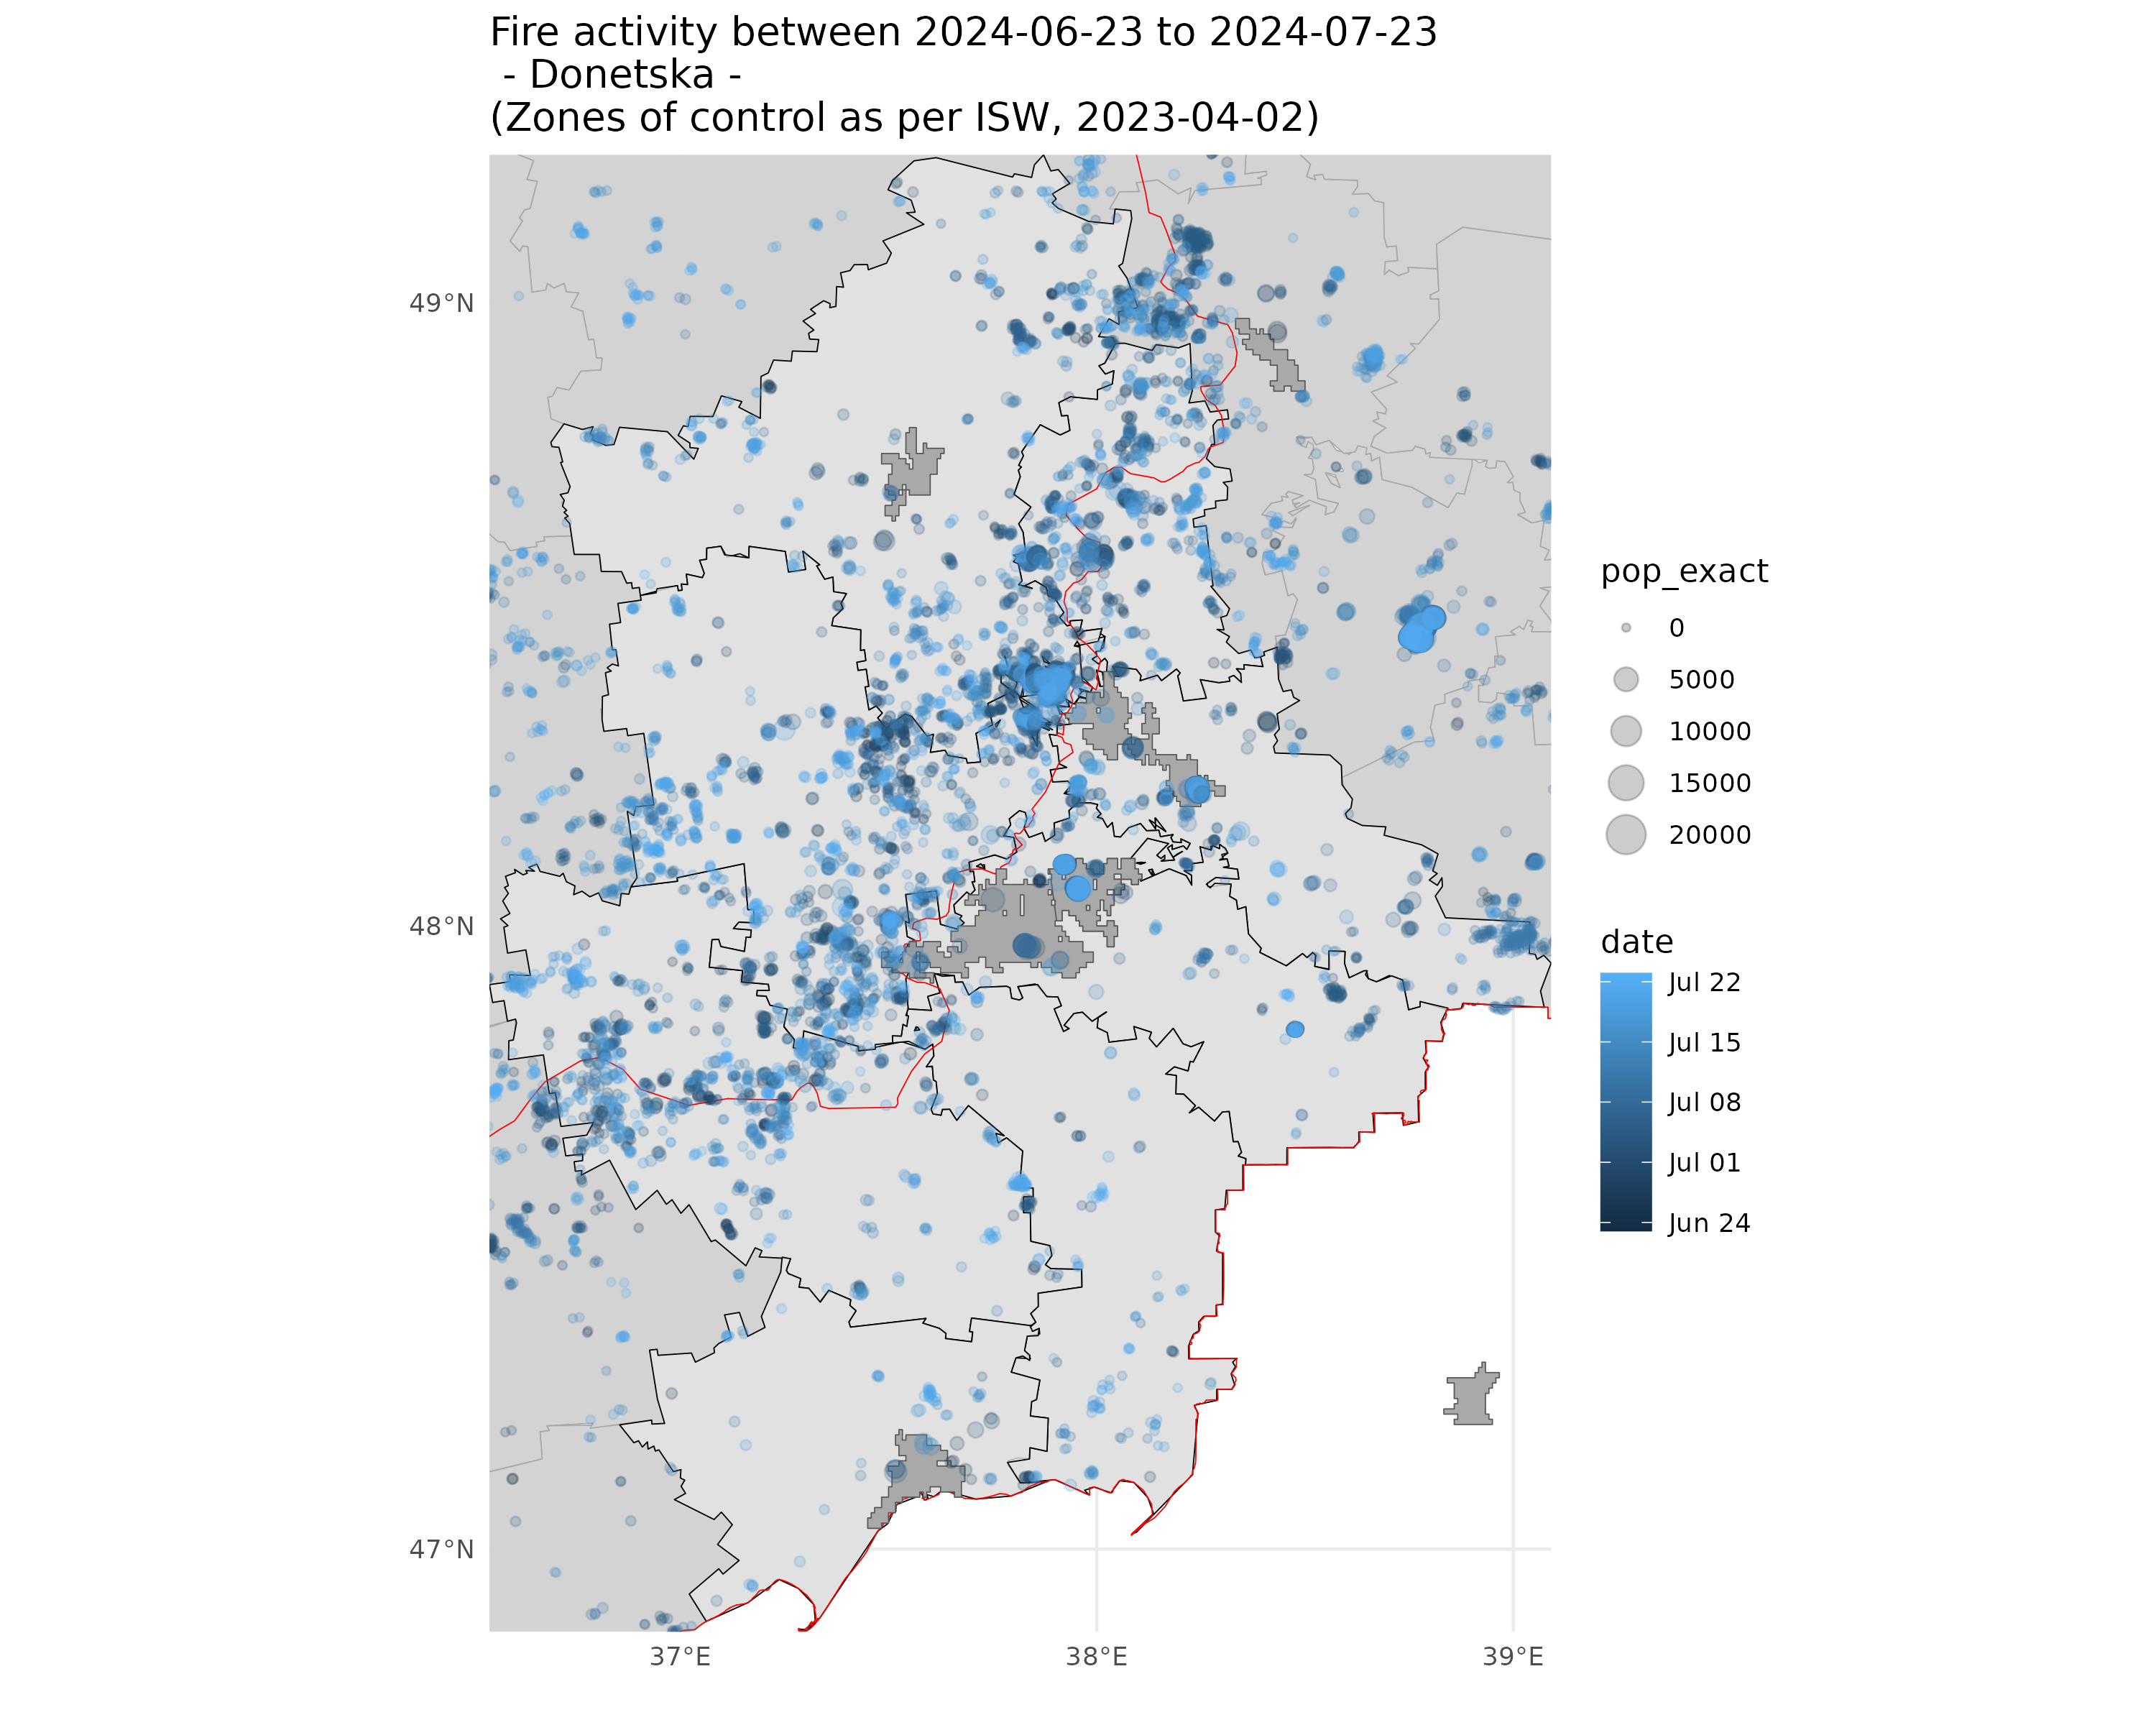 Fire activity between 2024-06-23 to 2024-07-23
- Donetska -
(Zones of control as per ISW, 2023-04-02)
49°N
48°N
47°N
37°E
38°E
39°E
pop_exact
0
5000
10000
15000
20000
date
Jul 22
Jul 15
Jul 08
Jul 01
Jun 24